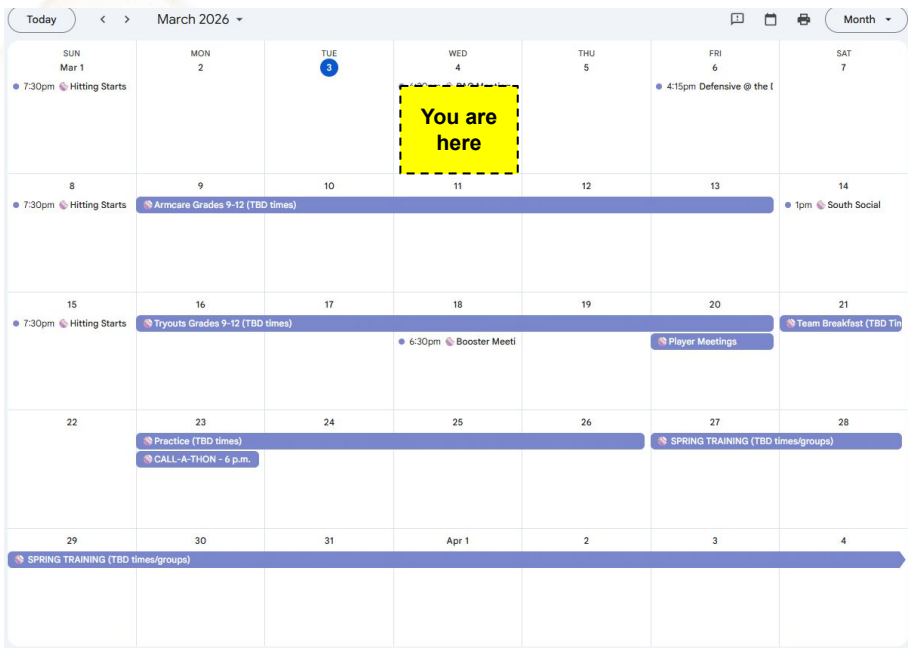 Today
March 2026
Month
SUN MON TUE WED THU FRI SAT
Mar 1 2 3 4 5 6 7
7:30pm Hitting Starts
4:15pm Defensive @ the
You are
here
8 9 10 11 12 13 14
7:30pm Hitting Starts Armcare Grades 9-12 (TBD times) 1pm South Social
15 16 17 18 19 20 21
7:30pm Hitting Starts Tryouts Grades 9-12 (TBD times) Team Breakfast (TBD Tin
6:30pm Booster Meeti Player Meetings
22 23 24 25 26 27 28
Practice (TBD times) SPRING TRAINING (TBD times/groups)
CALL-A-THON - 6 p.m.
29 30 31 Apr 1 2 3 4
SPRING TRAINING (TBD times/groups)